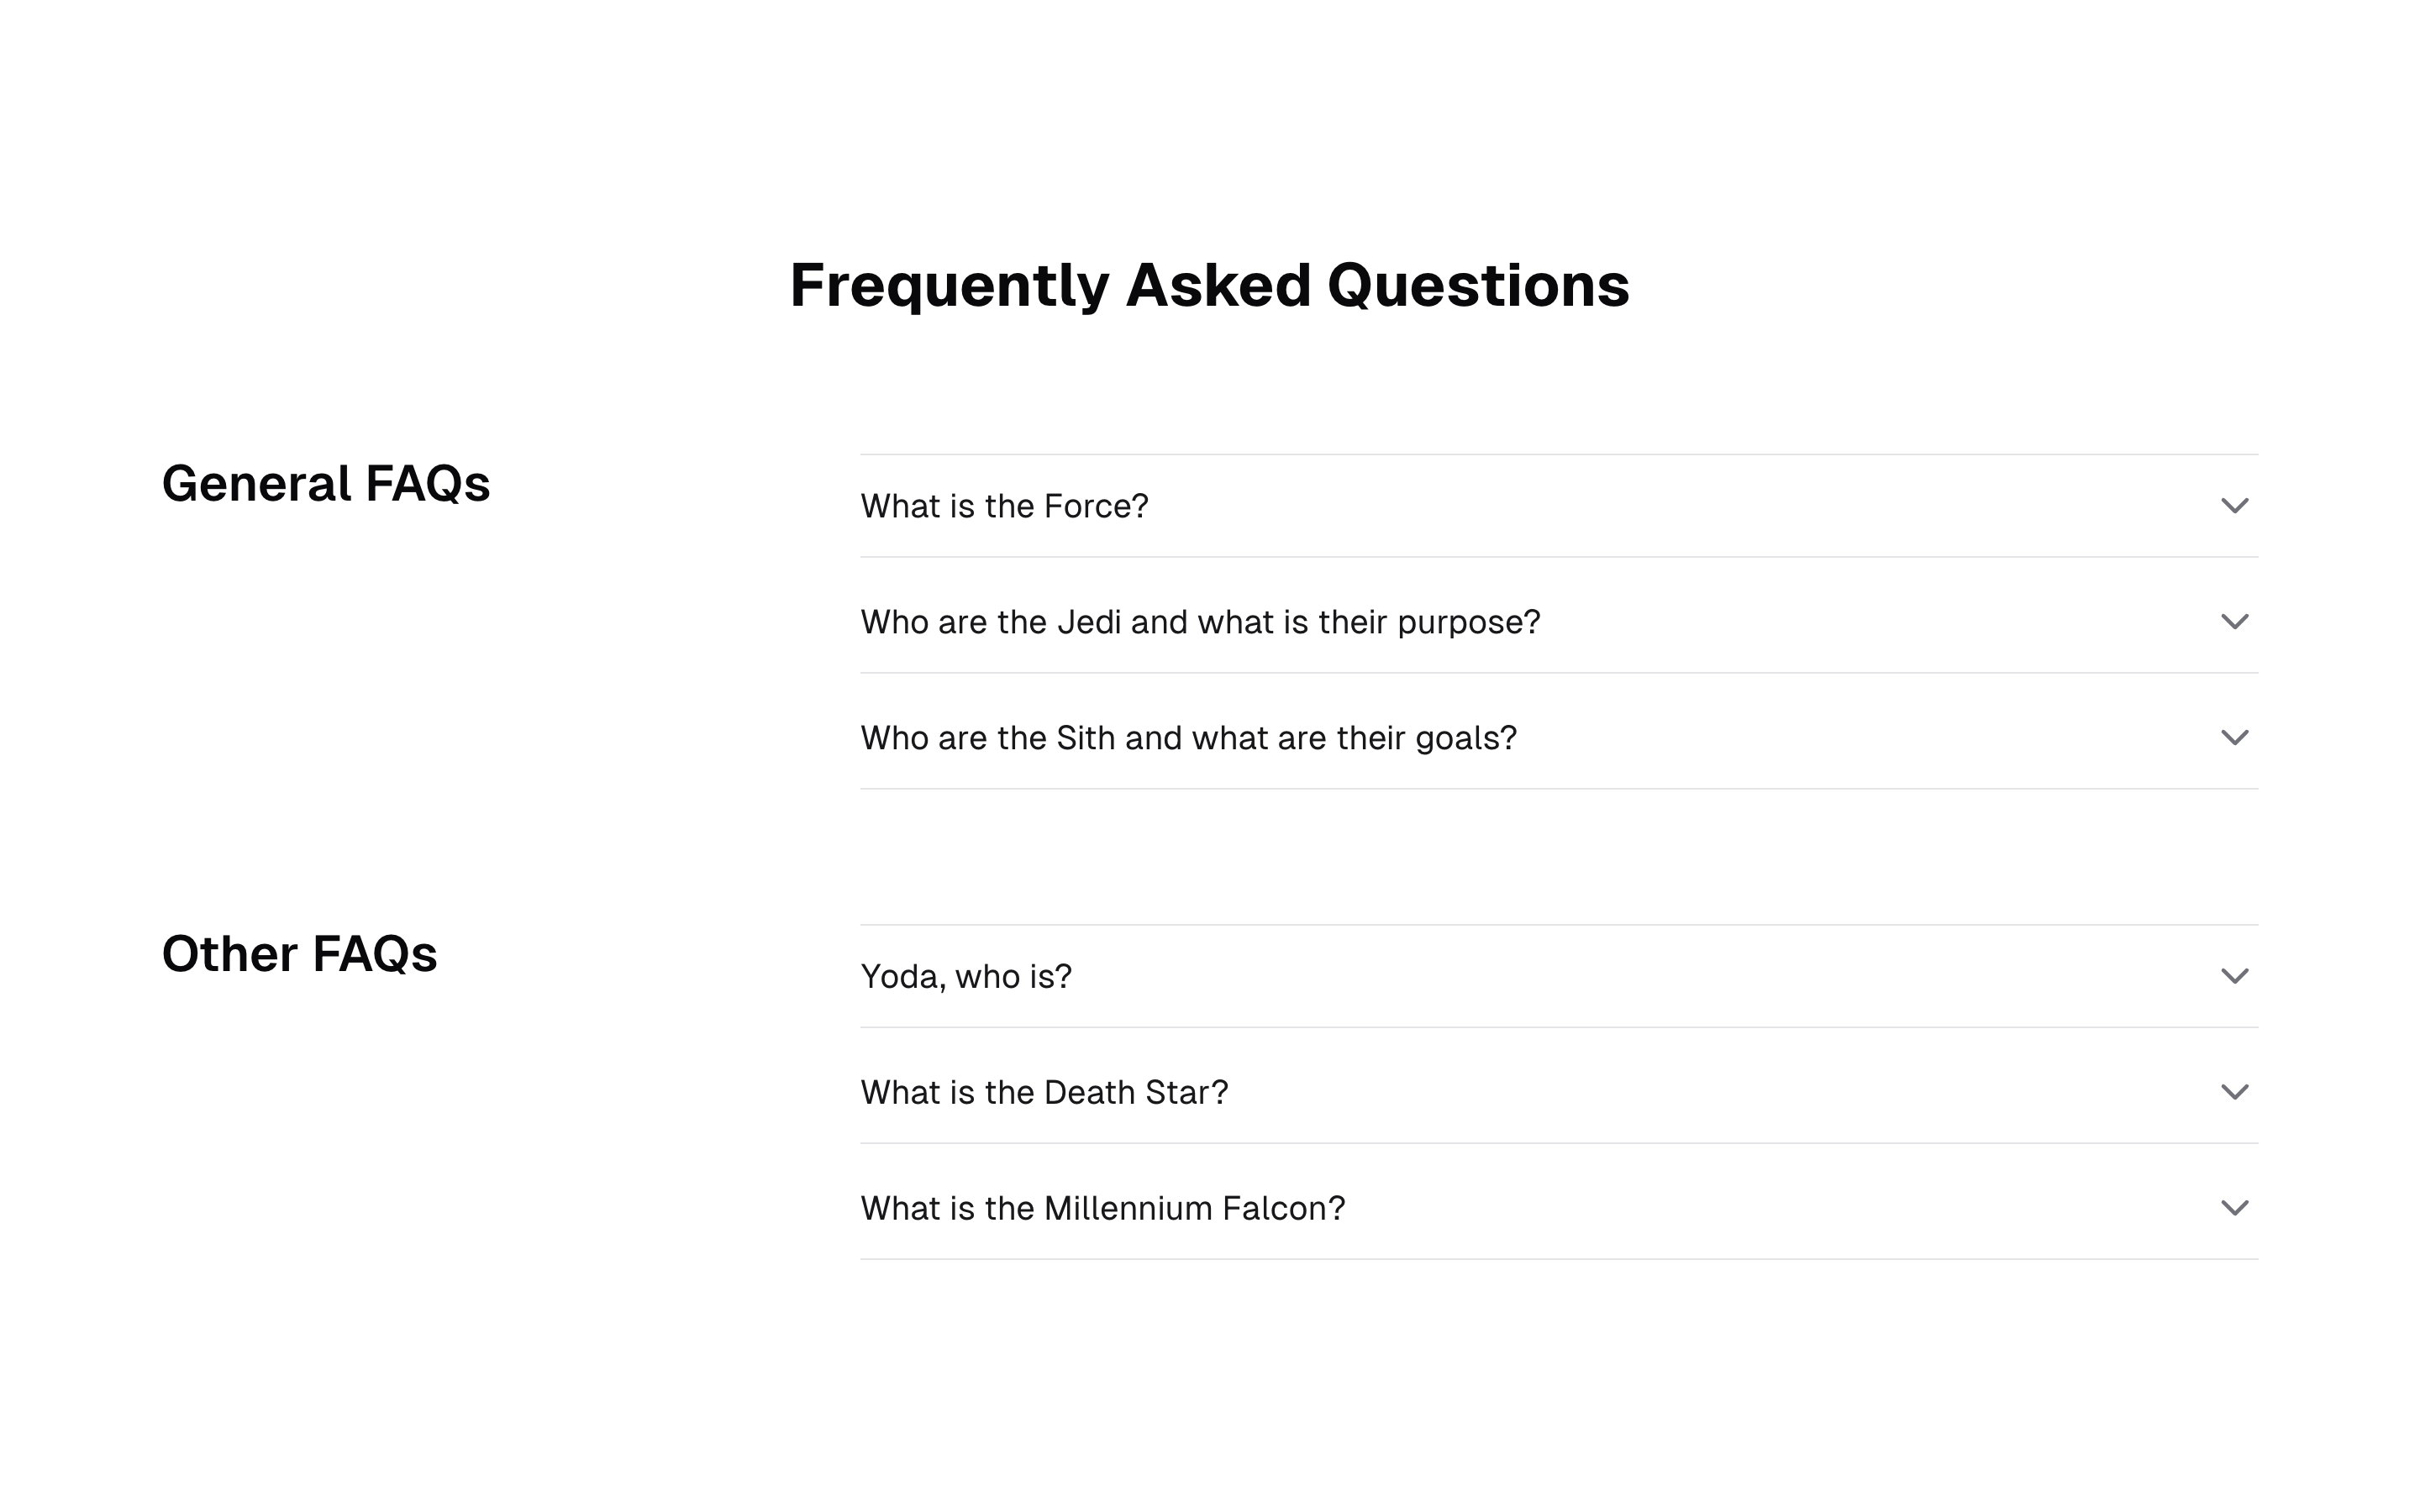 Frequently Asked Questions
General FAQs
What is the Force?
Who are the Jedi and what is their purpose?
Who are the Sith and what are their goals?
Other FAQs
Yoda, who is?
What is the Death Star?
What is the Millennium Falcon?